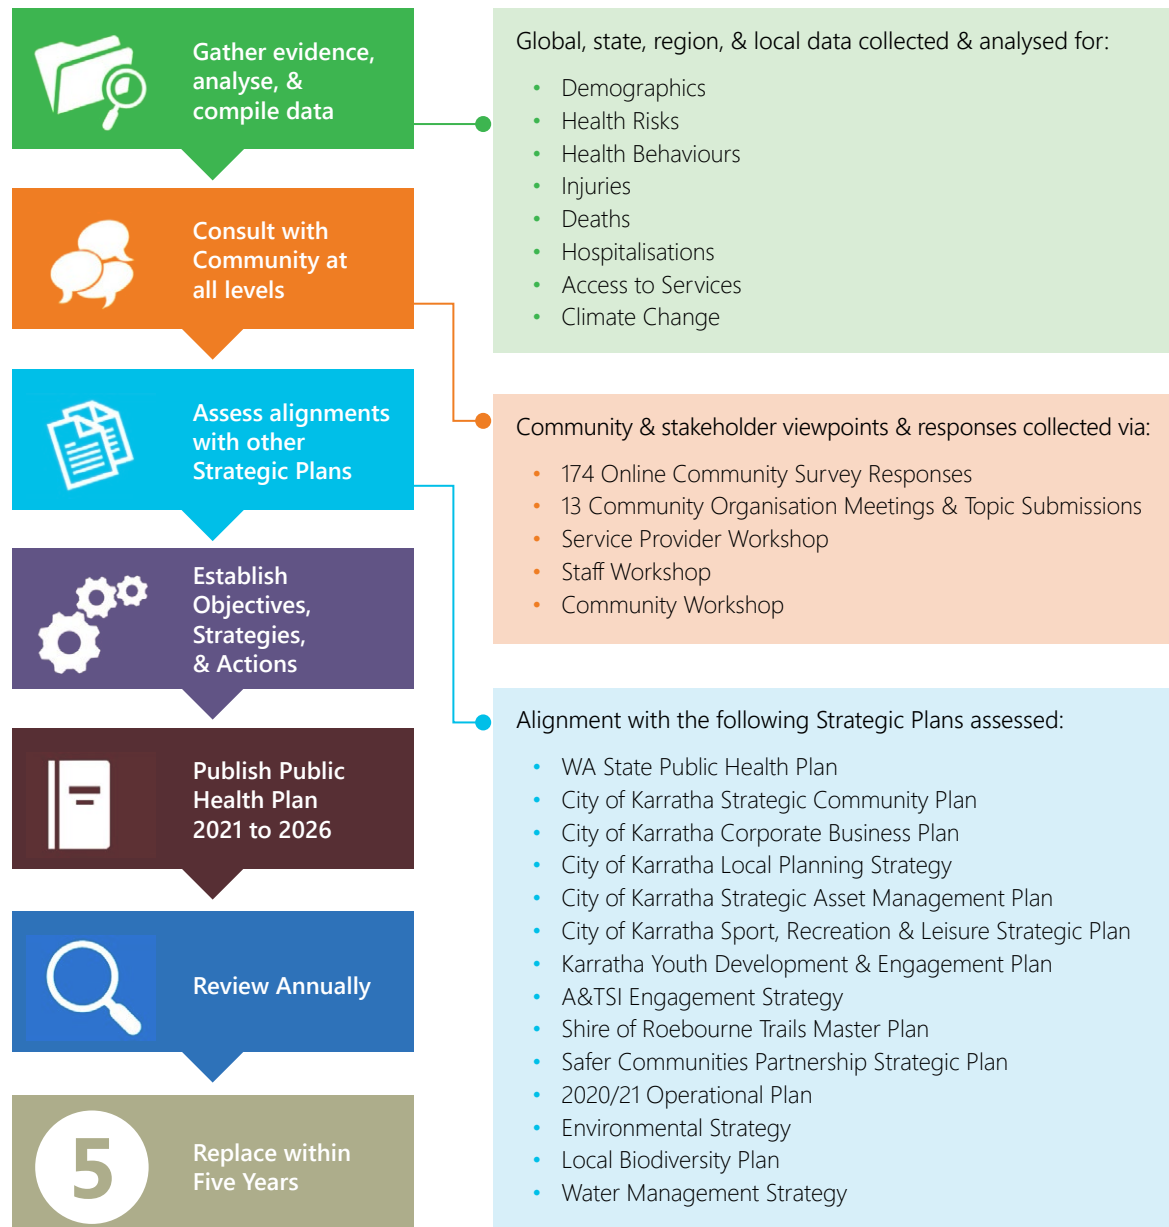 Gather evidence,
analyse, &
compile data
Global, state, region, & local data collected & analysed for:
• Demographics
• Health Risks
• Health Behaviours
• Injuries
• Deaths
• Hospitalisations
• Access to Services
• Climate Change
Consult with
Community at
all levels
Community & stakeholder viewpoints & responses collected via:
• 174 Online Community Survey Responses
• 13 Community Organisation Meetings & Topic Submissions
• Service Provider Workshop
• Staff Workshop
• Community Workshop
Assess alignments
with other
Strategic Plans
Alignment with the following Strategic Plans assessed:
• WA State Public Health Plan
• City of Karratha Strategic Community Plan
• City of Karratha Corporate Business Plan
• City of Karratha Local Planning Strategy
• City of Karratha Strategic Asset Management Plan
• City of Karratha Sport, Recreation & Leisure Strategic Plan
• Karratha Youth Development & Engagement Plan
• A&TSI Engagement Strategy
• Shire of Roebourne Trails Master Plan
• Safer Communities Partnership Strategic Plan
• 2020/21 Operational Plan
• Environmental Strategy
• Local Biodiversity Plan
• Water Management Strategy
Establish
Objectives,
Strategies,
& Actions
Publish Public
Health Plan
2021 to 2026
Review Annually
5
Replace within
Five Years